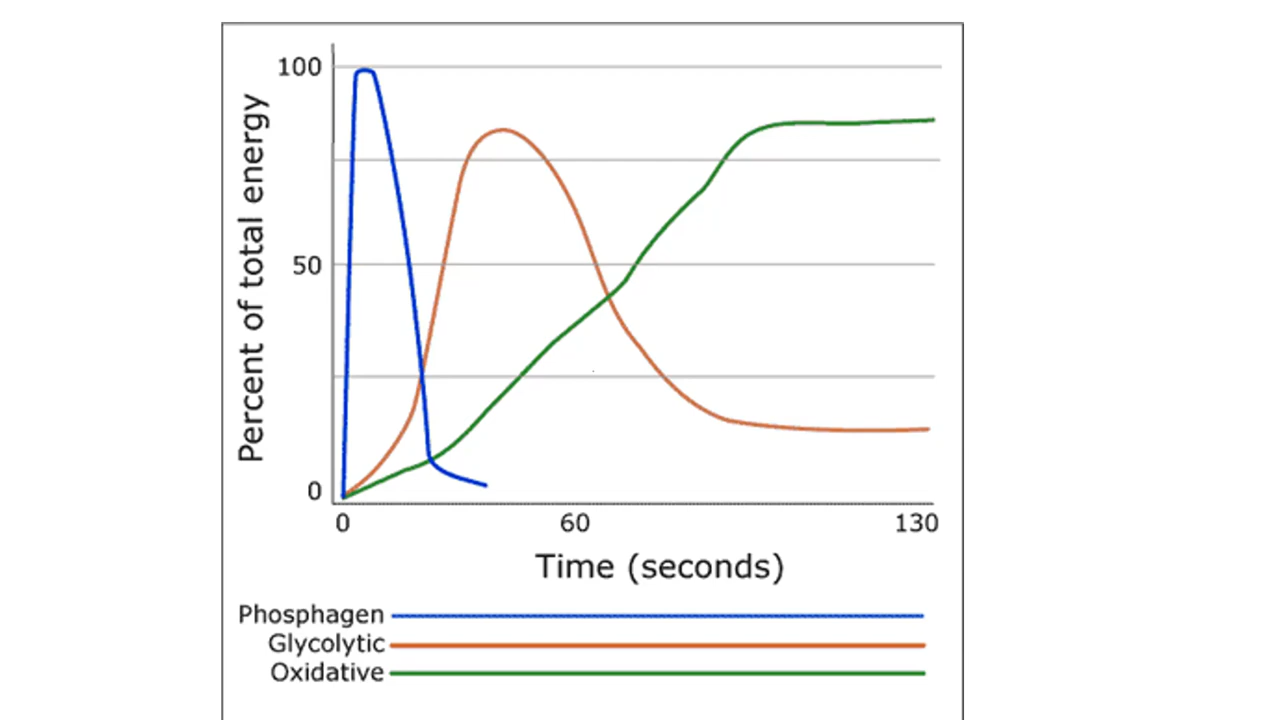 100
Percent of total energy
50
0
0 60 130
Time (seconds)
Phosphagen
Glycolytic
Oxidative